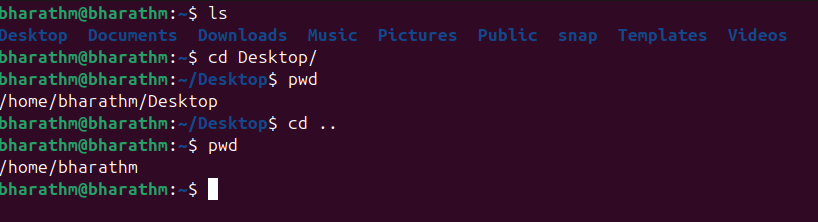 bharathm@bharathm:~$ ls
Desktop  Documents  Downloads  Music  Pictures  Public  snap  Templates  Videos
bharathm@bharathm:~$ cd Desktop/
bharathm@bharathm:~/Desktop$ pwd
/home/bharathm/Desktop
bharathm@bharathm:~/Desktop$ cd ..
bharathm@bharathm:~$ pwd
/home/bharathm
bharathm@bharathm:~$